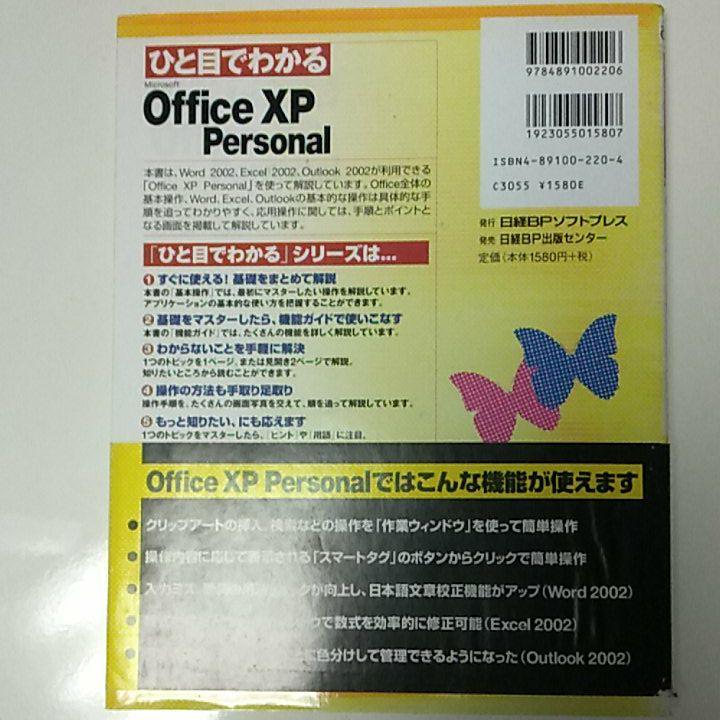 ひと目でわかる
Microsoft
Office XP
Personal
本書は、Word 2002、Excel 2002、Outlook 2002が利用できる
「Office XP Personal」を使って解説しています。Office全体の
基本操作、Word、Excel、Outlookの基本的な操作は具体的な手
順を追ってわかりやすく、応用操作に関しては、手順とポイントと
なる画面を掲載して解説しています。
「ひと目でわかる」シリーズは...
1 すぐに使える!基礎をまとめて解説
本書の「基本操作」では、最初にマスターしたい操作を解説しています。
アプリケーションの基本的な使い方を把握することができます。
2 基礎をマスターしたら、機能ガイドで使いこなす
本書の「機能ガイド」では、たくさんの機能を詳しく解説しています。
3 わからないことを手軽に解決
1つのトピックを1ページ、または見開き2ページで解説。
知りたいところから読むことができます。
4 操作の方法も手取り足取り
操作手順を、たくさんの画面写真を交えて、順を追って解説しています。
5 もっと知りたい、にも応えます
1つのトピックをマスターしたら、「ヒント」や「用語」に注目。
9784891002206
1923055015807
ISBN4-89100-220-4
C3055 ¥1580E
発行 日経BPソフトプレス
発売 日経BP出版センター
定価(本体1580円+税)
Office XP Personalではこんな機能が使えます
● クリップアートの挿入、検索などの操作を「作業ウィンドウ」を使って簡単操作
● 操作内容に応じて表示される「スマートタグ」のボタンからクリックで簡単操作
● 入力ミス が向上し、日本語文章校正機能がアップ(Word 2002)
● ウで数式を効率的に修正可能(Excel 2002)
● に色分けして管理できるようになった(Outlook 2002)